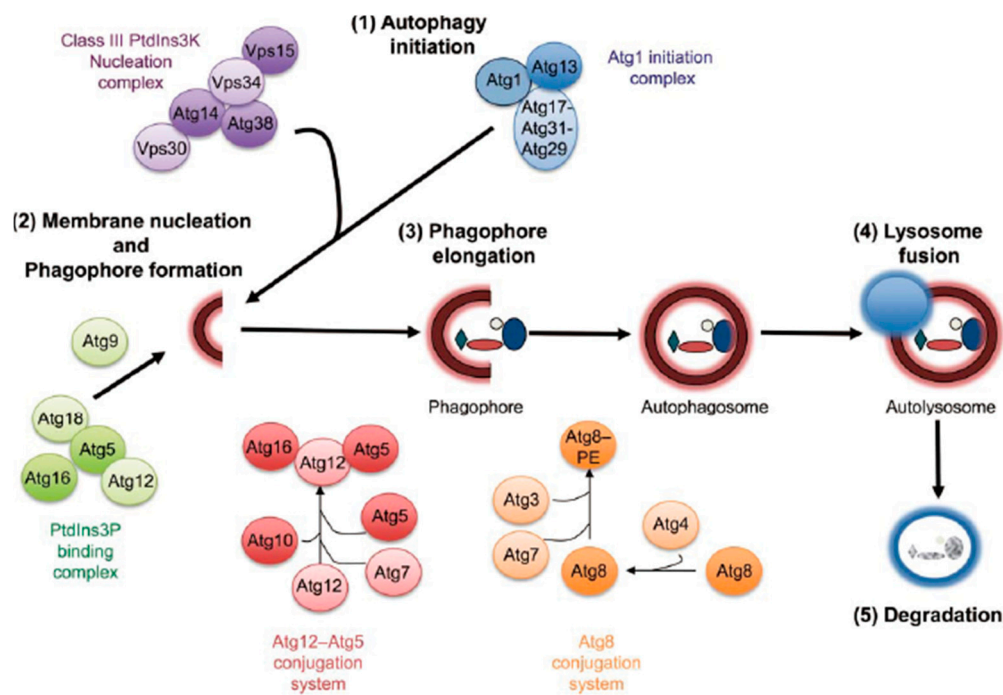 (1) Autophagy
initiation
Class III PtdIns3K
Nucleation
complex
Vps15
Vps34
Atg14
Atg38
Vps30
Atg1
Atg13
Atg17-
Atg31-
Atg29
Atg1 initiation
complex
(2) Membrane nucleation
and
Phagophore formation
(3) Phagophore
elongation
(4) Lysosome
fusion
Atg9
Atg18
Atg5
Atg16
Atg12
PtdIns3P
binding
complex
Phagophore
Autophagosome
Autolysosome
Atg16
Atg12
Atg5
Atg10
Atg5
Atg12
Atg7
Atg12–Atg5
conjugation
system
Atg8–
PE
Atg3
Atg7
Atg4
Atg8
Atg8
Atg8
conjugation
system
(5) Degradation